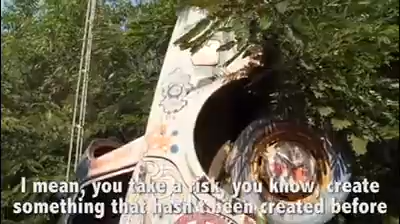 I mean, you take a risk, you know, create
something that hasn't been created before